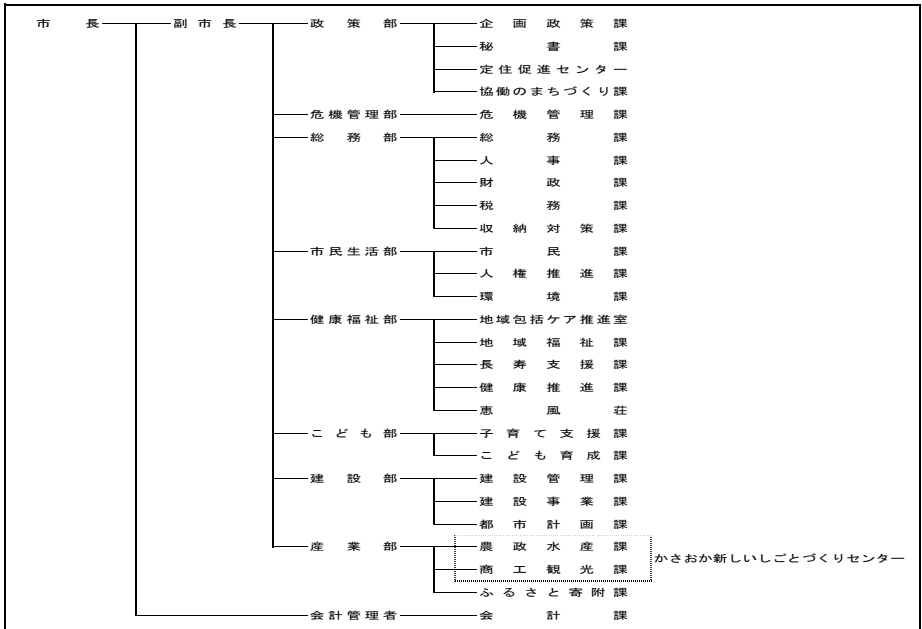 市長 副市長 政策部 企画政策課
秘書課
定住促進センター
協働のまちづくり課
危機管理部 危機管理課
総務部 総務課
人事課
財政課
税務課
収納対策課
市民生活部 市民課
人権推進課
環境課
健康福祉部 地域包括ケア推進室
地域福祉課
長寿支援課
健康推進課
恵風荘
こども部 子育て支援課
こども育成課
建設部 建設管理課
建設事業課
都市計画課
産業部 農政水産課
かさおか新しいしごとづくりセンター
商工観光課
ふるさと寄附課
会計管理者 会計課